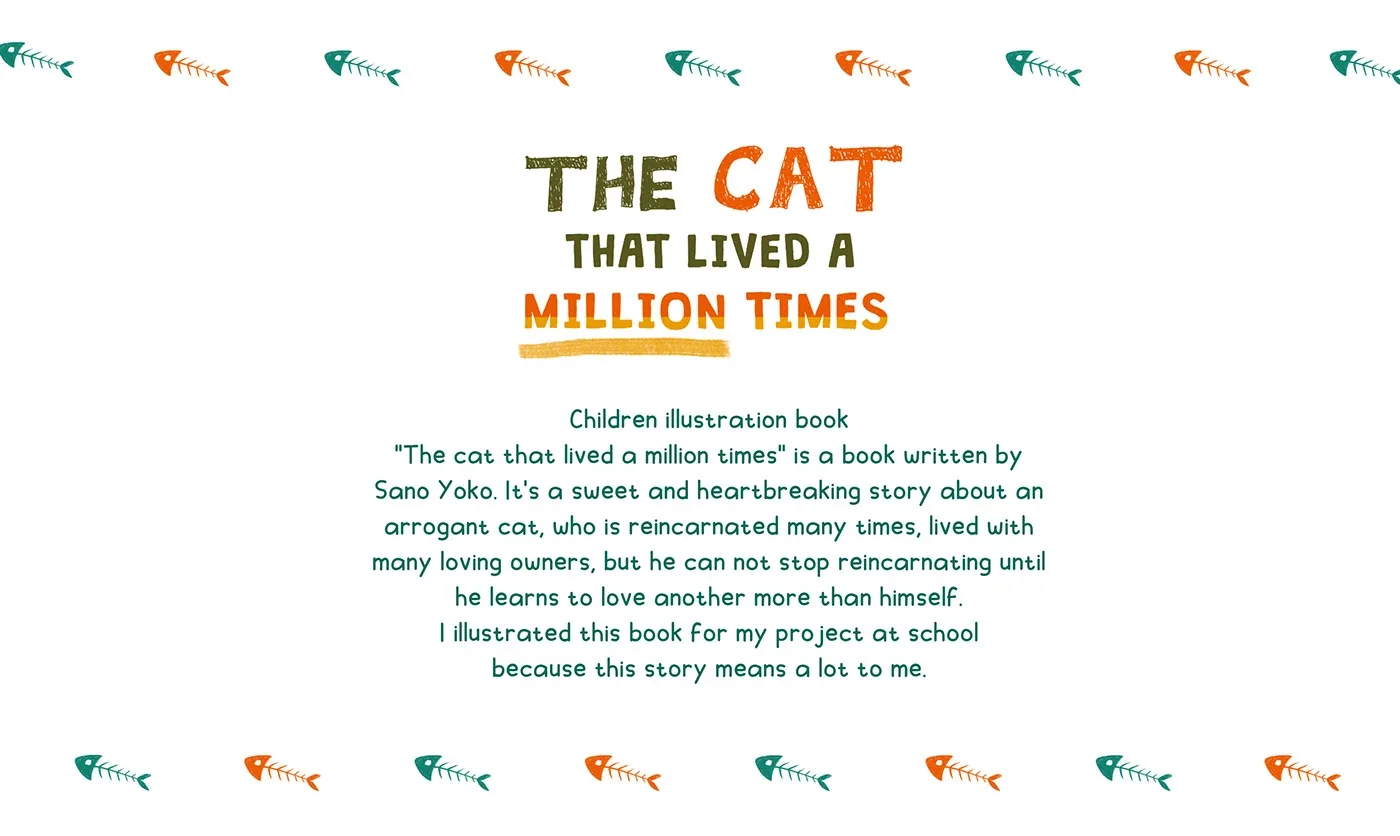 THE CAT
THAT LIVED A
MILLION TIMES
Children illustration book
"The cat that lived a million times" is a book written by
Sano Yoko. It's a sweet and heartbreaking story about an
arrogant cat, who is reincarnated many times, lived with
many loving owners, but he can not stop reincarnating until
he learns to love another more than himself.
I illustrated this book for my project at school
because this story means a lot to me.